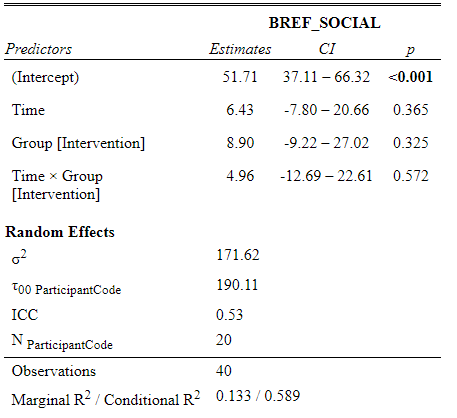 BREF_SOCIAL
Predictors Estimates CI p
(Intercept) 51.71 37.11 – 66.32 <0.001
Time 6.43 -7.80 – 20.66 0.365
Group [Intervention] 8.90 -9.22 – 27.02 0.325
Time × Group 4.96 -12.69 – 22.61 0.572
[Intervention]
Random Effects
σ² 171.62
τ₀₀ ParticipantCode 190.11
ICC 0.53
N ParticipantCode 20
Observations 40
Marginal R² / Conditional R² 0.133 / 0.589